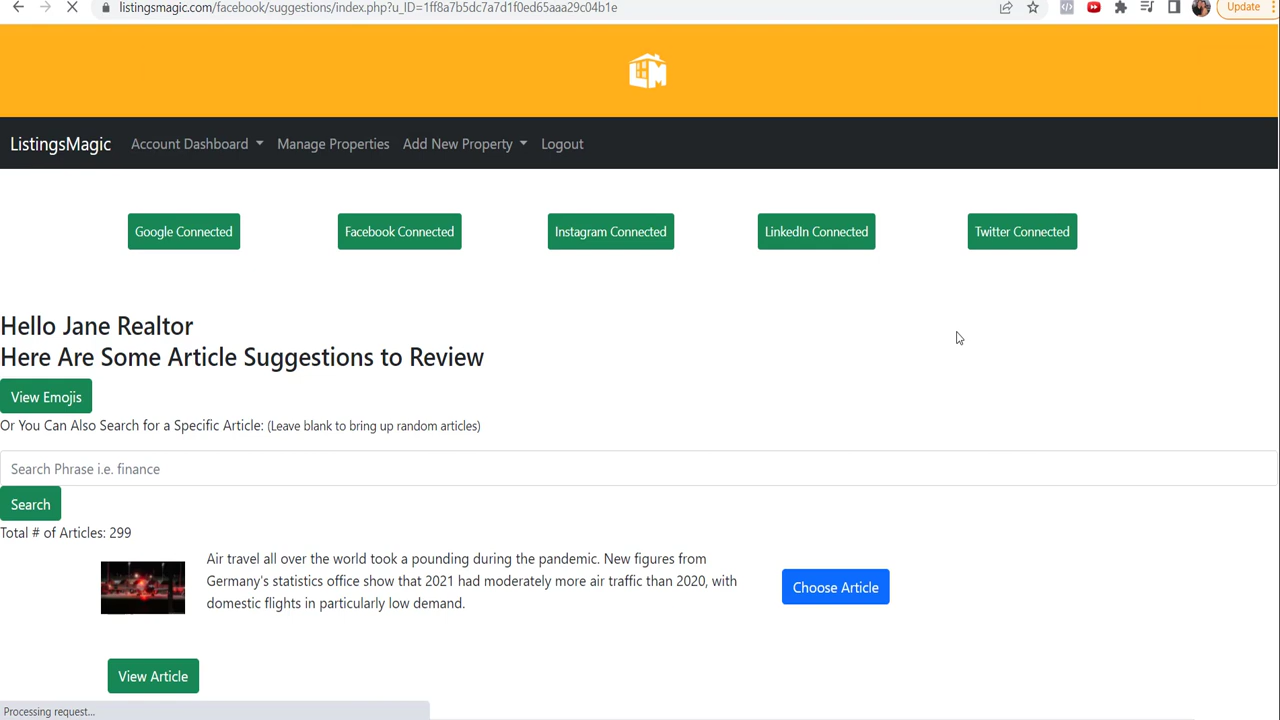 listingsmagic.com/facebook/suggestions/index.php?u_ID=1ff8a7b5dc7a7d1f0ed65aaa29c04b1e
Update
LM
ListingsMagic Account Dashboard Manage Properties Add New Property Logout
Google Connected Facebook Connected Instagram Connected LinkedIn Connected Twitter Connected
Hello Jane Realtor
Here Are Some Article Suggestions to Review
View Emojis
Or You Can Also Search for a Specific Article: (Leave blank to bring up random articles)
Search Phrase i.e. finance
Search
Total # of Articles: 299
Air travel all over the world took a pounding during the pandemic. New figures from
Germany's statistics office show that 2021 had moderately more air traffic than 2020, with
domestic flights in particularly low demand.
Choose Article
View Article
Processing request...